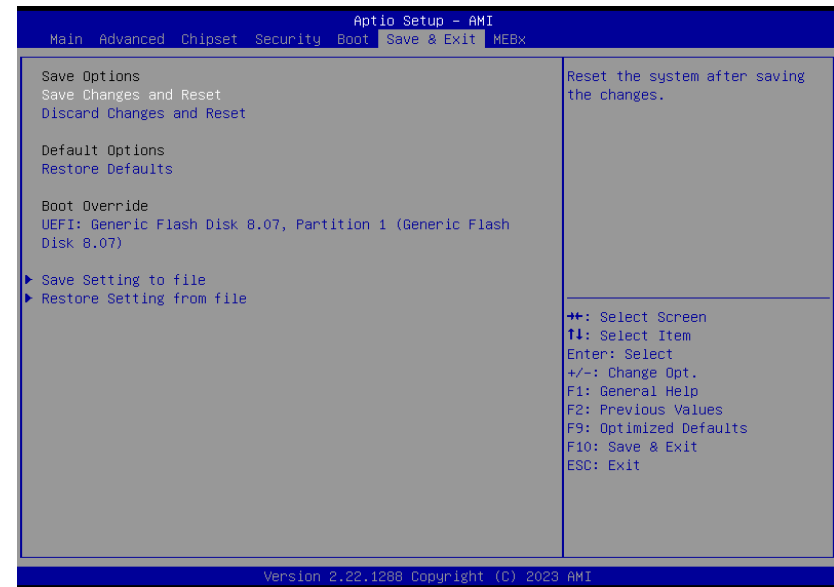 Aptio Setup – AMI
Main Advanced Chipset Security Boot Save & Exit MEBx
Save Options
Save Changes and Reset
Discard Changes and Reset
Default Options
Restore Defaults
Boot Override
UEFI: Generic Flash Disk 8.07, Partition 1 (Generic Flash
Disk 8.07)
Save Setting to file
Restore Setting from file
Reset the system after saving
the changes.
→←: Select Screen
↑↓: Select Item
Enter: Select
+/-: Change Opt.
F1: General Help
F2: Previous Values
F9: Optimized Defaults
F10: Save & Exit
ESC: Exit
Version 2.22.1288 Copyright (C) 2023 AMI